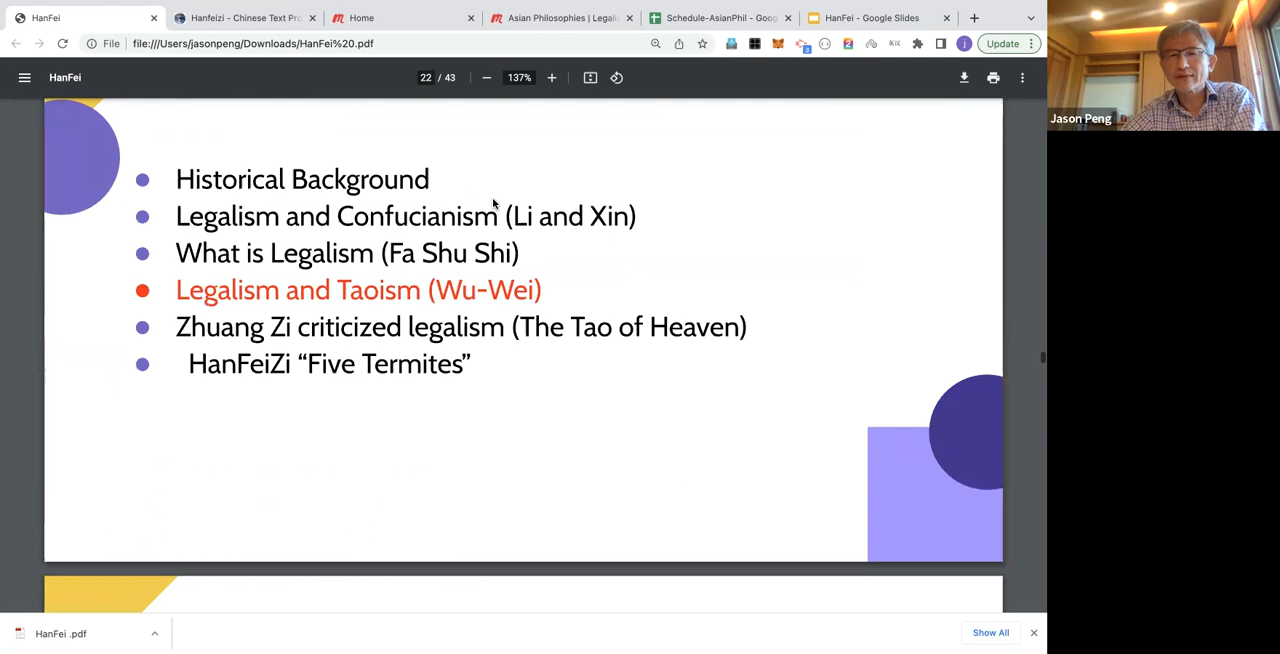 HanFei
Hanfeizi - Chinese Text Pro
Home
Asian Philosophies | Legali
Schedule-AsianPhil - Goog
HanFei - Google Slides
File
file:///Users/jasonpeng/Downloads/HanFei%20.pdf
3
2
j
Update
HanFei
22 / 43
137%
Jason Peng
Historical Background
Legalism and Confucianism (Li and Xin)
What is Legalism (Fa Shu Shi)
Legalism and Taoism (Wu-Wei)
Zhuang Zi criticized legalism (The Tao of Heaven)
HanFeiZi “Five Termites”
HanFei .pdf
Show All